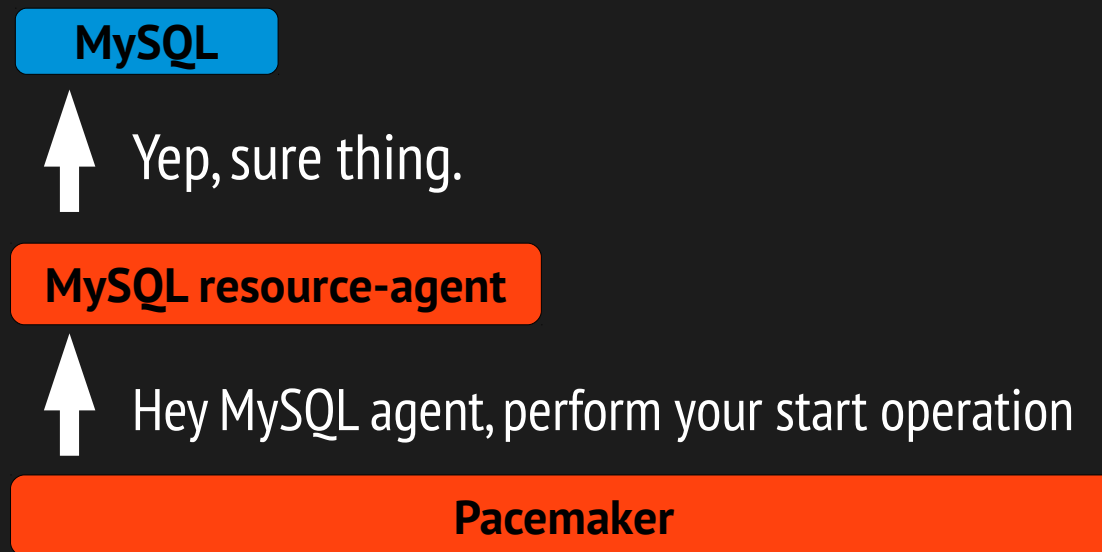 MySQL
Yep, sure thing.
MySQL resource-agent
Hey MySQL agent, perform your start operation
Pacemaker